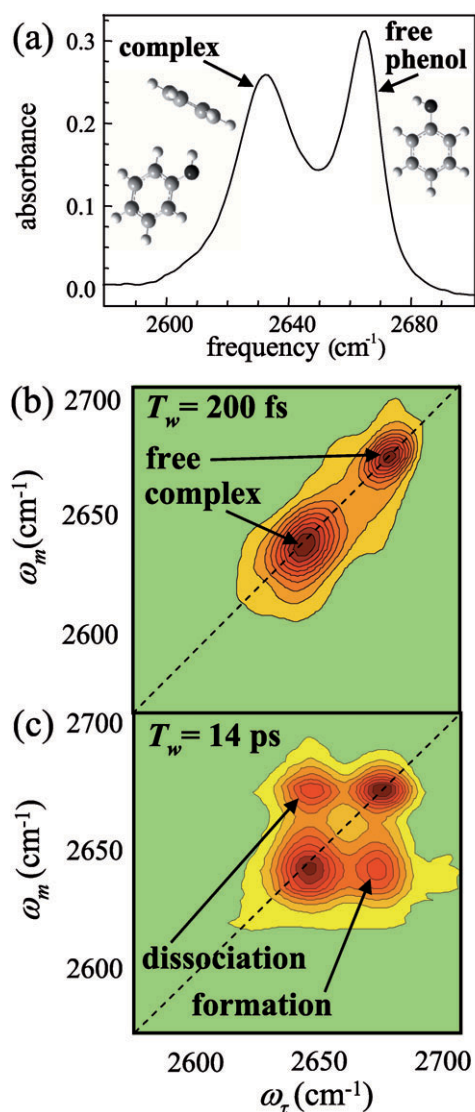 (a)
0.3
0.2
0.1
0.0
absorbance
complex
free
phenol
2600 2640 2680
frequency (cm⁻¹)
(b)
2700
2650
2600
ωₘ (cm⁻¹)
T_w = 200 fs
free
complex
(c)
2700
2650
2600
ωₘ (cm⁻¹)
T_w = 14 ps
dissociation
formation
2600 2650 2700
ω_τ (cm⁻¹)